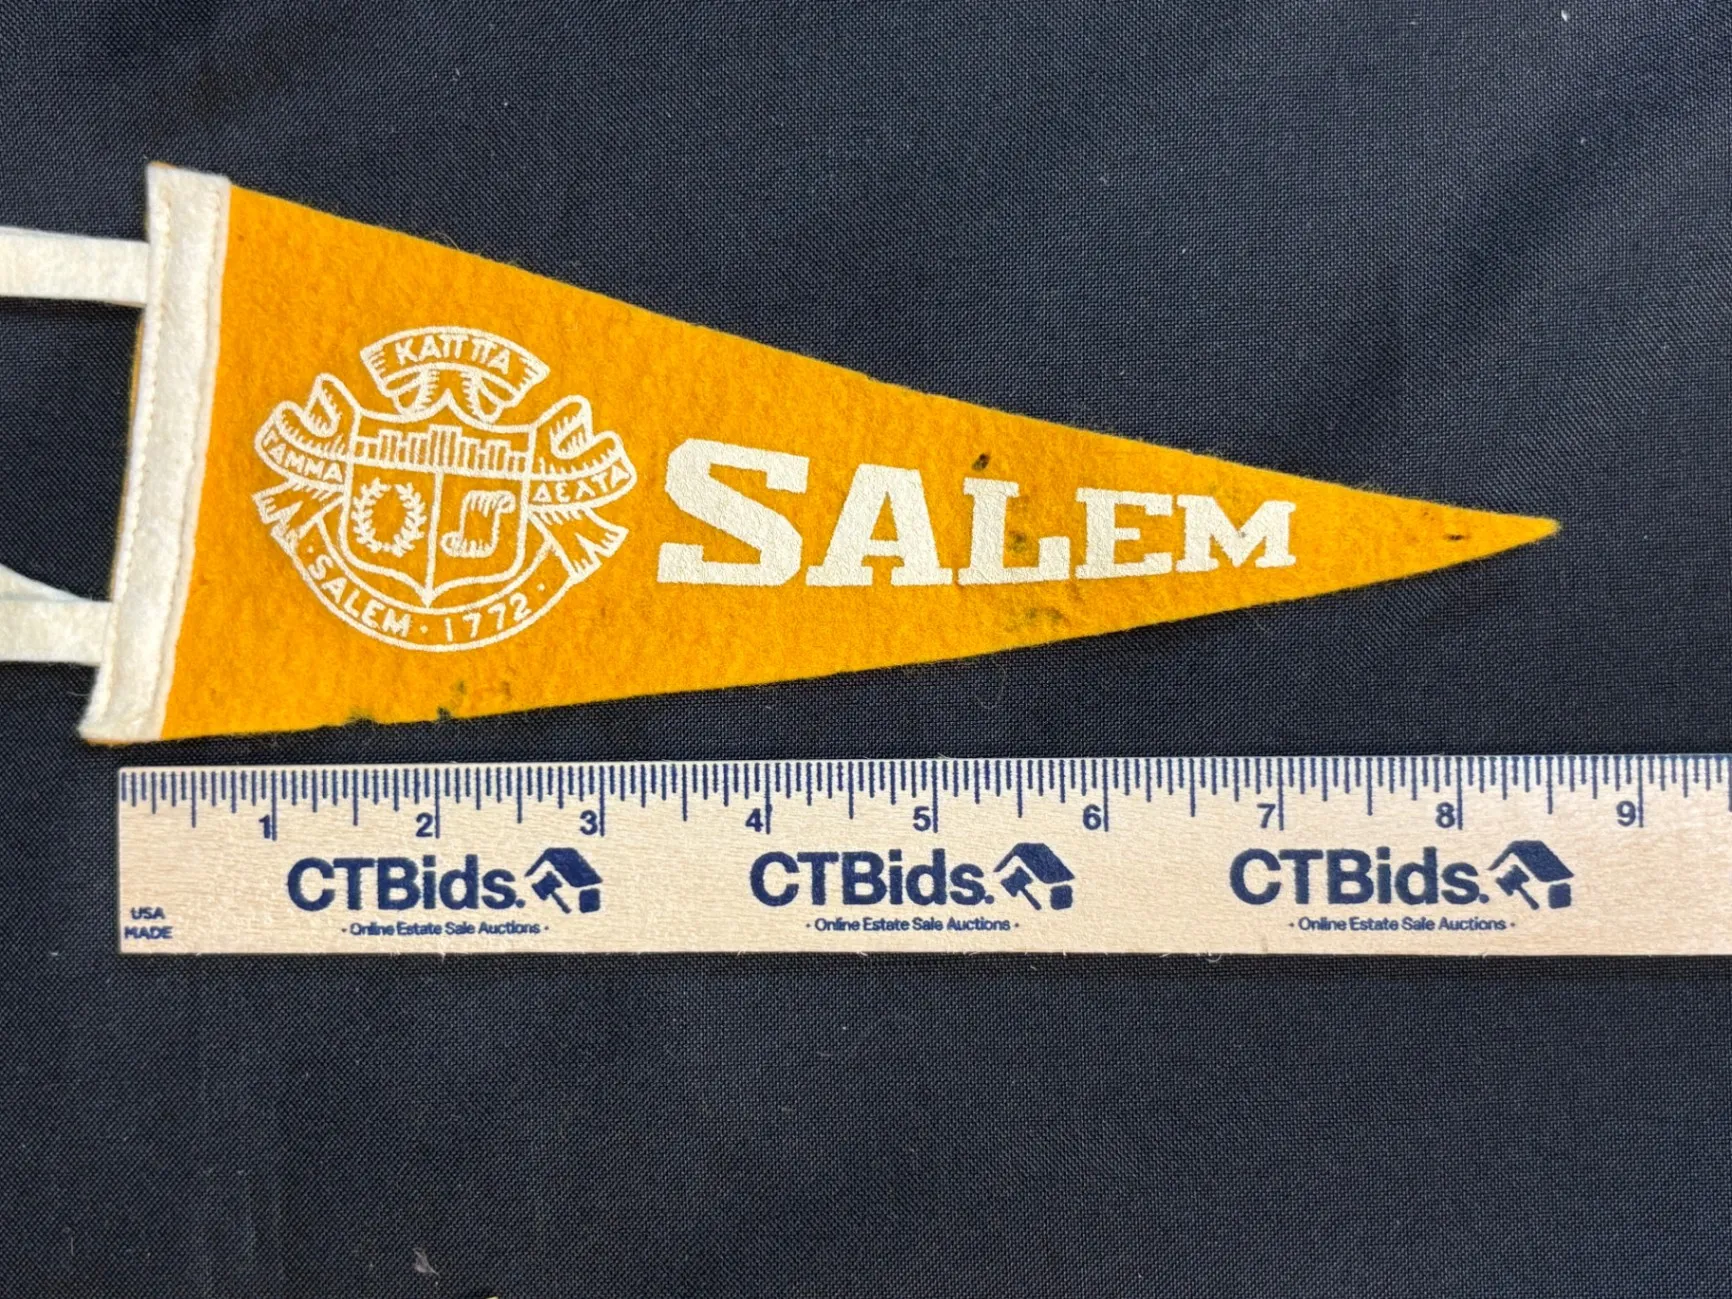 ΚΑΠΠΑ
ΓΑΜΜΑ
ΔΕΛΤΑ
· SALEM · 1772 ·
SALEM
1 2 3 4 5 6 7 8 9
CTBids. CTBids. CTBids.
· Online Estate Sale Auctions · · Online Estate Sale Auctions · · Online Estate Sale Auctions ·
USA
MADE